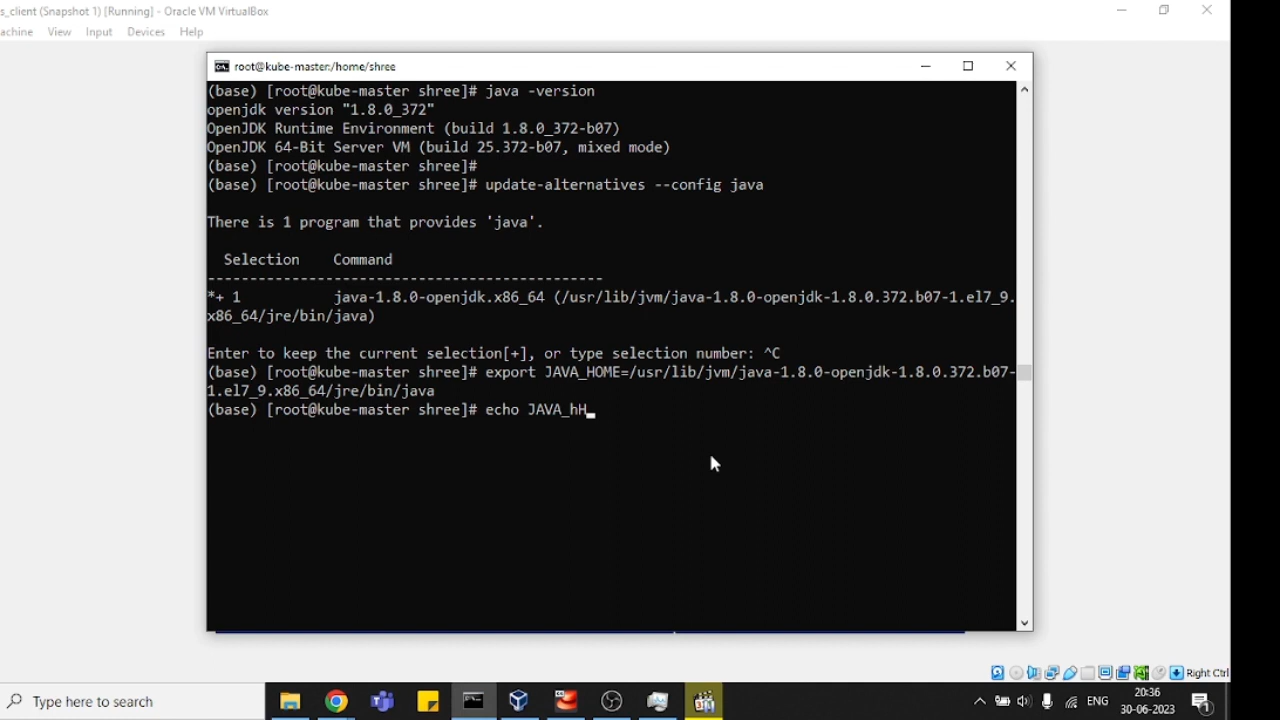 s_client (Snapshot 1) [Running] - Oracle VM VirtualBox
achine View Input Devices Help
root@kube-master:/home/shree
(base) [root@kube-master shree]# java -version
openjdk version "1.8.0_372"
OpenJDK Runtime Environment (build 1.8.0_372-b07)
OpenJDK 64-Bit Server VM (build 25.372-b07, mixed mode)
(base) [root@kube-master shree]#
(base) [root@kube-master shree]# update-alternatives --config java
There is 1 program that provides 'java'.
Selection Command
-----------------------------------------------
*+ 1 java-1.8.0-openjdk.x86_64 (/usr/lib/jvm/java-1.8.0-openjdk-1.8.0.372.b07-1.el7_9.
x86_64/jre/bin/java)
Enter to keep the current selection[+], or type selection number: ^C
(base) [root@kube-master shree]# export JAVA_HOME=/usr/lib/jvm/java-1.8.0-openjdk-1.8.0.372.b07-
1.el7_9.x86_64/jre/bin/java
(base) [root@kube-master shree]# echo JAVA_hH
Right Ctrl
Type here to search
ENG
20:36
30-06-2023
1